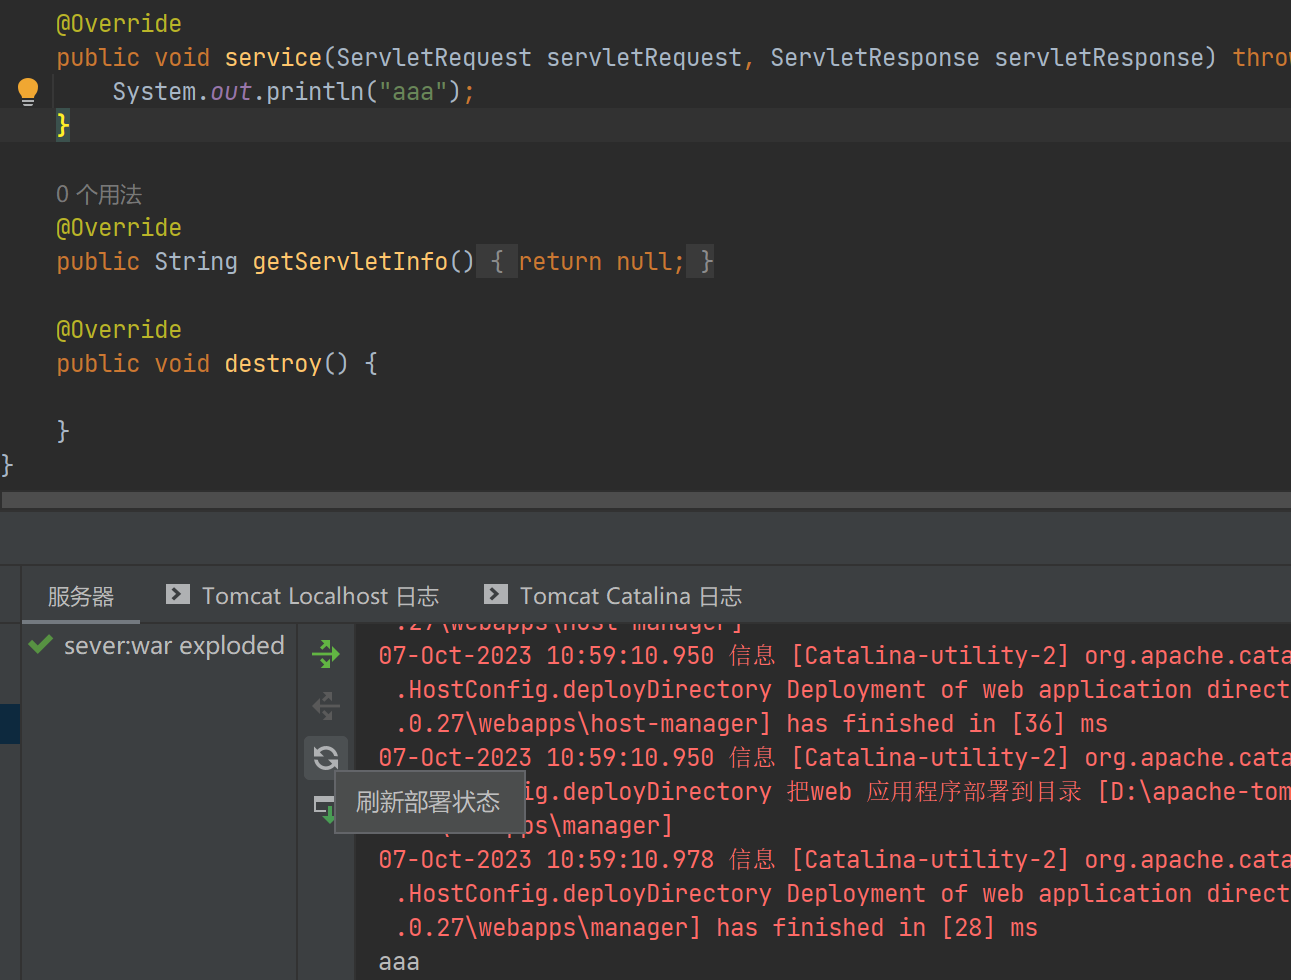 @Override
public void service(ServletRequest servletRequest, ServletResponse servletResponse) throw
System.out.println("aaa");
}
0 个用法
@Override
public String getServletInfo() { return null; }
@Override
public void destroy() {
}
}
服务器
Tomcat Localhost 日志
Tomcat Catalina 日志
sever:war exploded
.27\webapps\host-manager]
07-Oct-2023 10:59:10.950 信息 [Catalina-utility-2] org.apache.cata
.HostConfig.deployDirectory Deployment of web application direct
.0.27\webapps\host-manager] has finished in [36] ms
07-Oct-2023 10:59:10.950 信息 [Catalina-utility-2] org.apache.cata
ig.deployDirectory 把web 应用程序部署到目录 [D:\apache-tom
刷新部署状态
ps\manager]
07-Oct-2023 10:59:10.978 信息 [Catalina-utility-2] org.apache.cata
.HostConfig.deployDirectory Deployment of web application direct
.0.27\webapps\manager] has finished in [28] ms
aaa